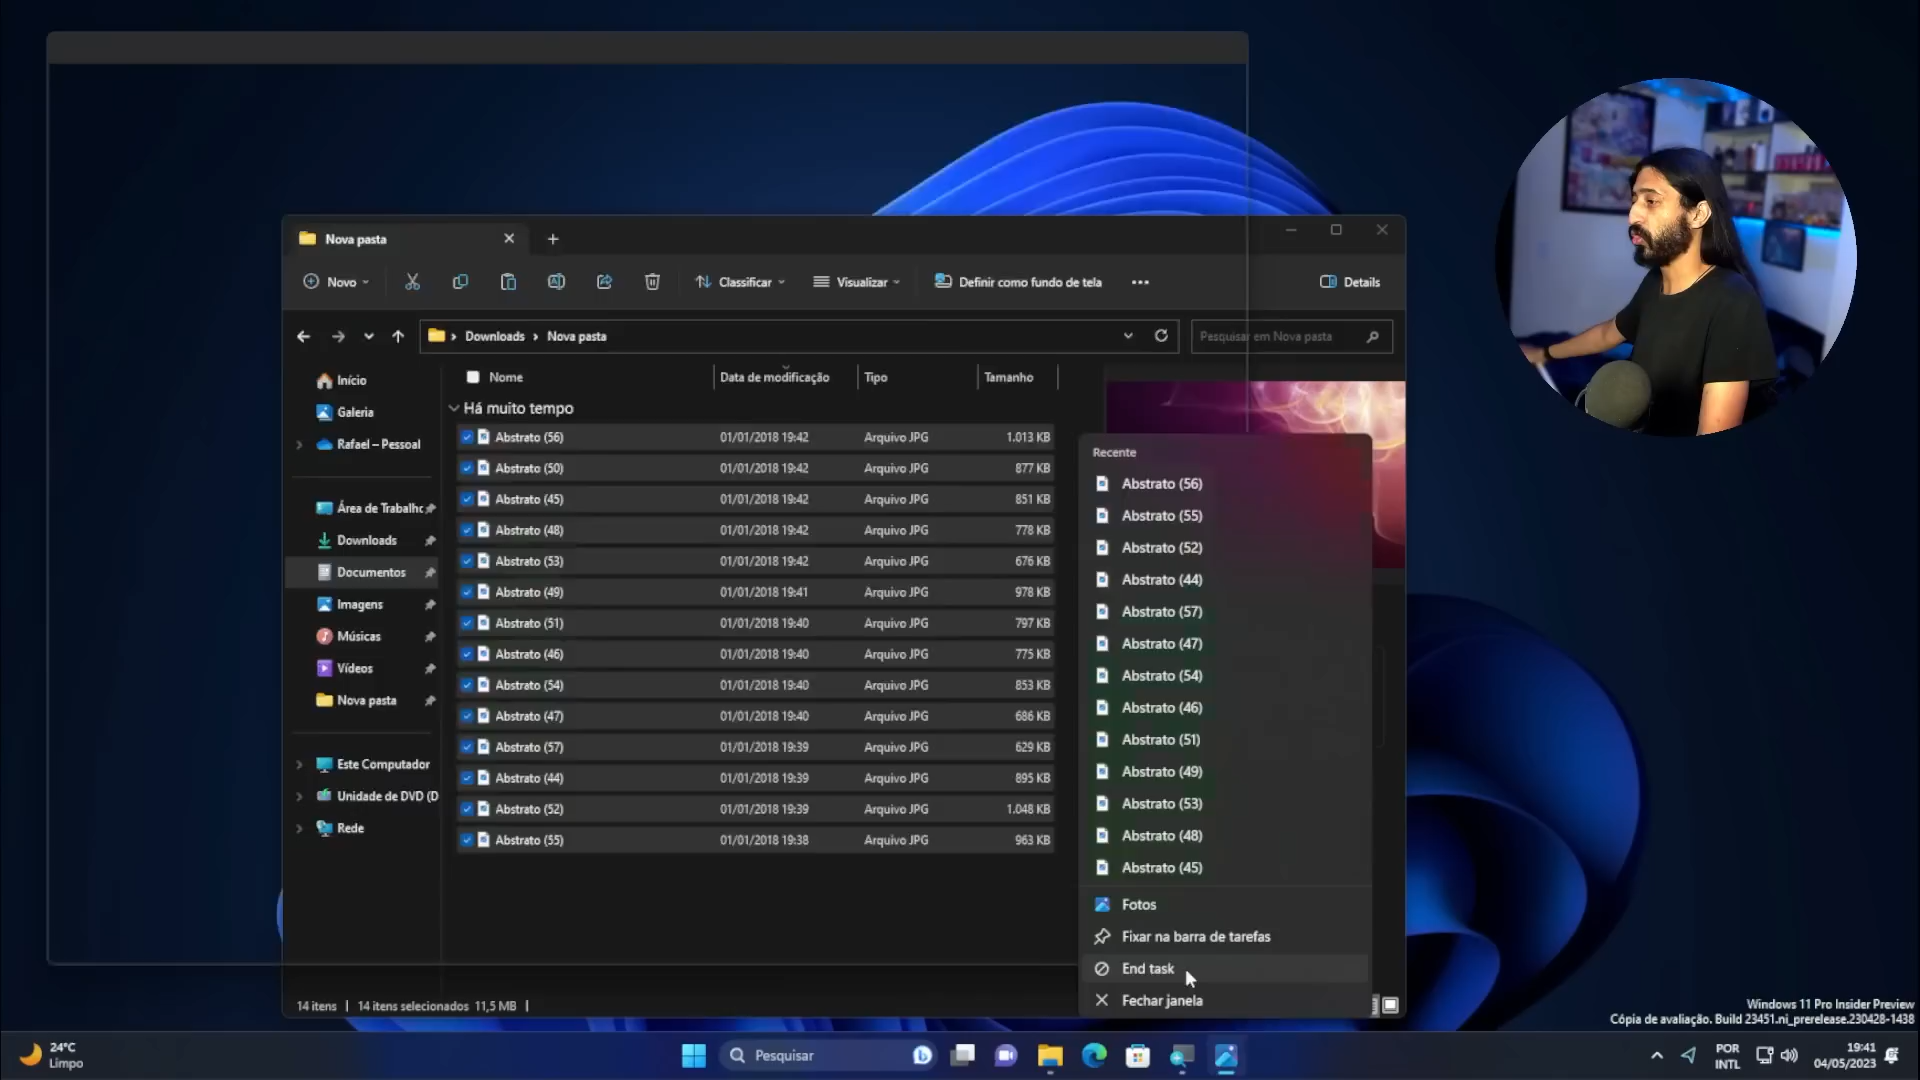 Nova pasta
Novo
Classificar
Visualizar
Definir como fundo de tela
Details
Downloads
Nova pasta
Pesquisar em Nova pasta
Nome
Data de modificação
Tipo
Tamanho
Início
Galeria
Rafael – Pessoal
Área de Trabalho
Downloads
Documentos
Imagens
Músicas
Vídeos
Nova pasta
Este Computador
Unidade de DVD (D
Rede
Há muito tempo
Abstrato (56) 01/01/2018 19:42 Arquivo JPG 1.013 KB
Abstrato (50) 01/01/2018 19:42 Arquivo JPG 877 KB
Abstrato (45) 01/01/2018 19:42 Arquivo JPG 851 KB
Abstrato (48) 01/01/2018 19:42 Arquivo JPG 778 KB
Abstrato (53) 01/01/2018 19:42 Arquivo JPG 676 KB
Abstrato (49) 01/01/2018 19:41 Arquivo JPG 978 KB
Abstrato (51) 01/01/2018 19:40 Arquivo JPG 797 KB
Abstrato (46) 01/01/2018 19:40 Arquivo JPG 775 KB
Abstrato (54) 01/01/2018 19:40 Arquivo JPG 853 KB
Abstrato (47) 01/01/2018 19:40 Arquivo JPG 686 KB
Abstrato (57) 01/01/2018 19:39 Arquivo JPG 629 KB
Abstrato (44) 01/01/2018 19:39 Arquivo JPG 895 KB
Abstrato (52) 01/01/2018 19:39 Arquivo JPG 1.048 KB
Abstrato (55) 01/01/2018 19:38 Arquivo JPG 963 KB
Recente
Abstrato (56)
Abstrato (55)
Abstrato (52)
Abstrato (44)
Abstrato (57)
Abstrato (47)
Abstrato (54)
Abstrato (46)
Abstrato (51)
Abstrato (49)
Abstrato (53)
Abstrato (48)
Abstrato (45)
Fotos
Fixar na barra de tarefas
End task
Fechar janela
14 itens | 14 itens selecionados 11,5 MB |
Windows 11 Pro Insider Preview
Cópia de avaliação. Build 23451.ni_prerelease.230428-1438
24°C
Limpo
Pesquisar
POR
INTL
19:41
04/05/2023